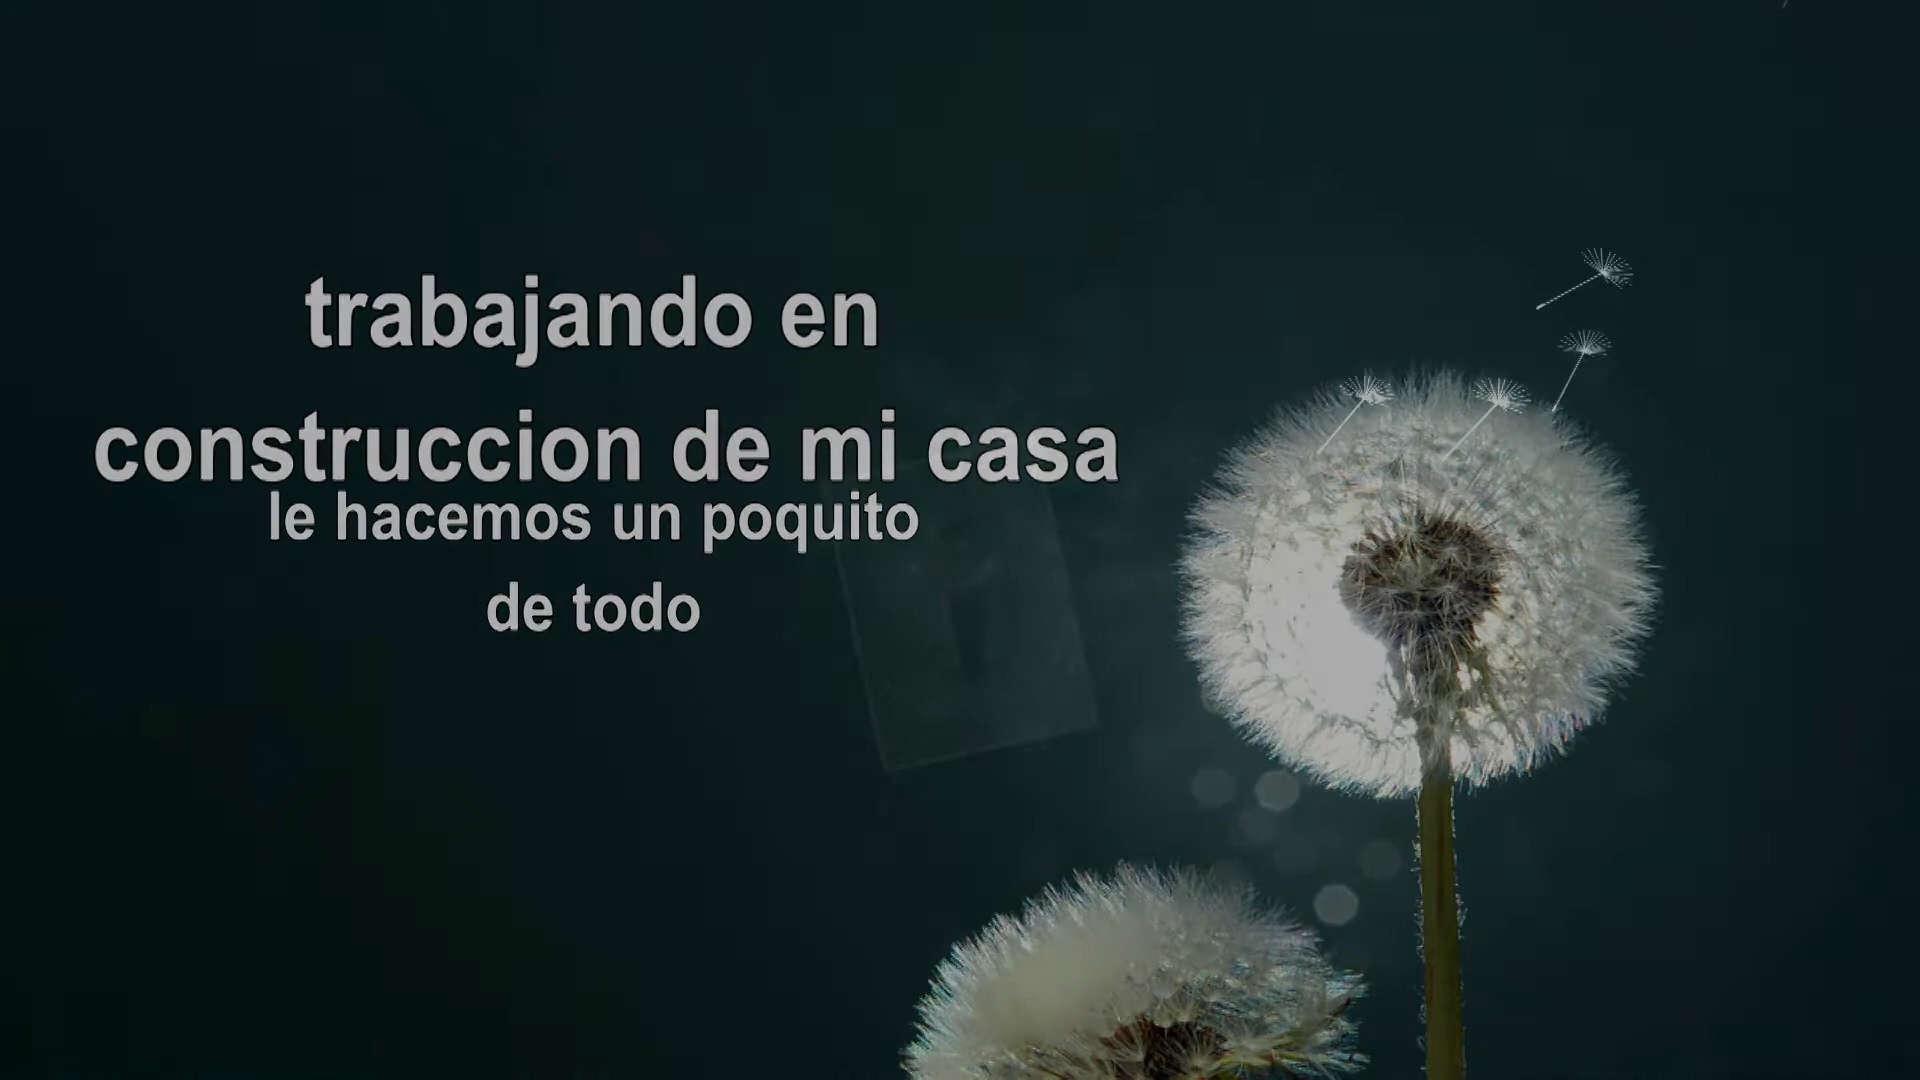 trabajando en
construccion de mi casa
le hacemos un poquito
de todo